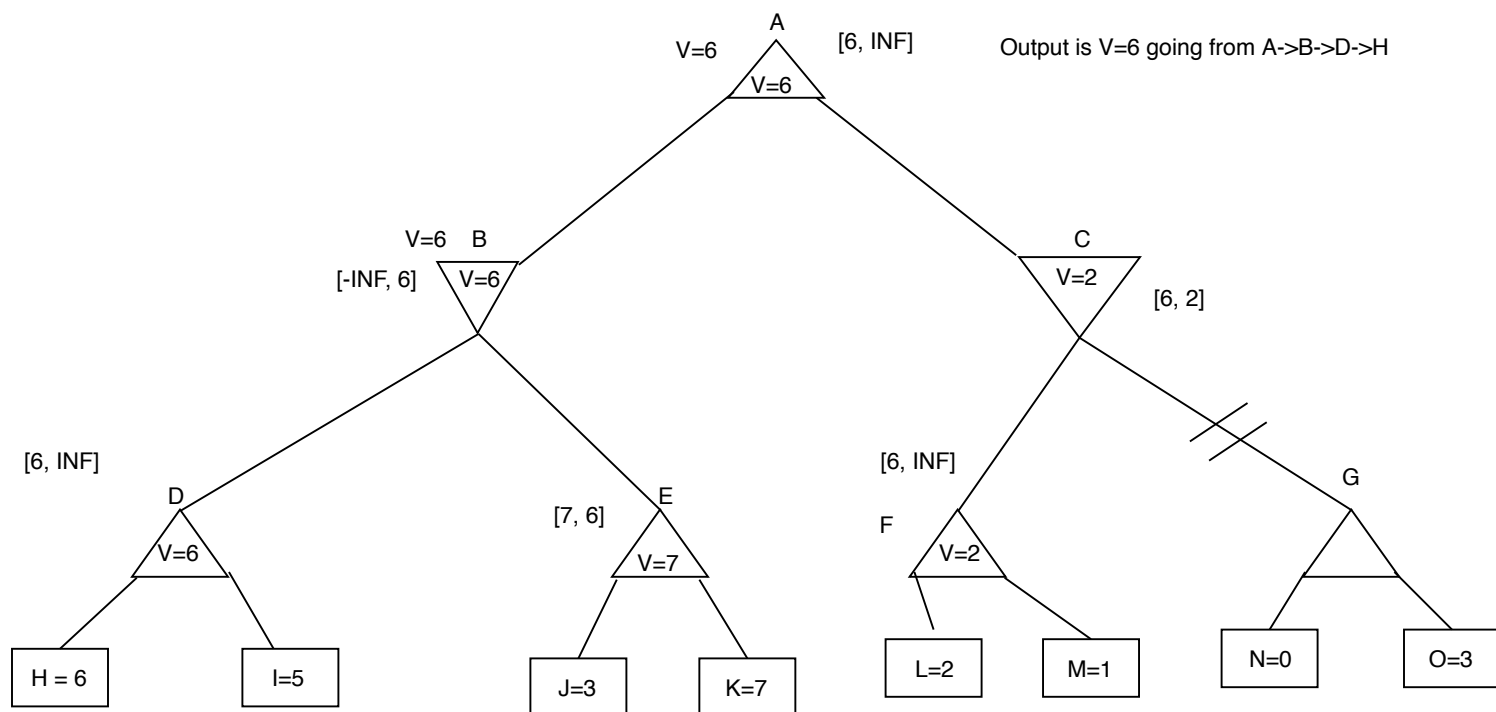 A
V=6
[6, INF]
Output is V=6 going from A->B->D->H
V=6
V=6 B
C
V=6
V=2
[-INF, 6]
[6, 2]
[6, INF]
[6, INF]
G
D
E
[7, 6]
F
V=6
V=7
V=2
H = 6
I=5
J=3
K=7
L=2
M=1
N=0
O=3